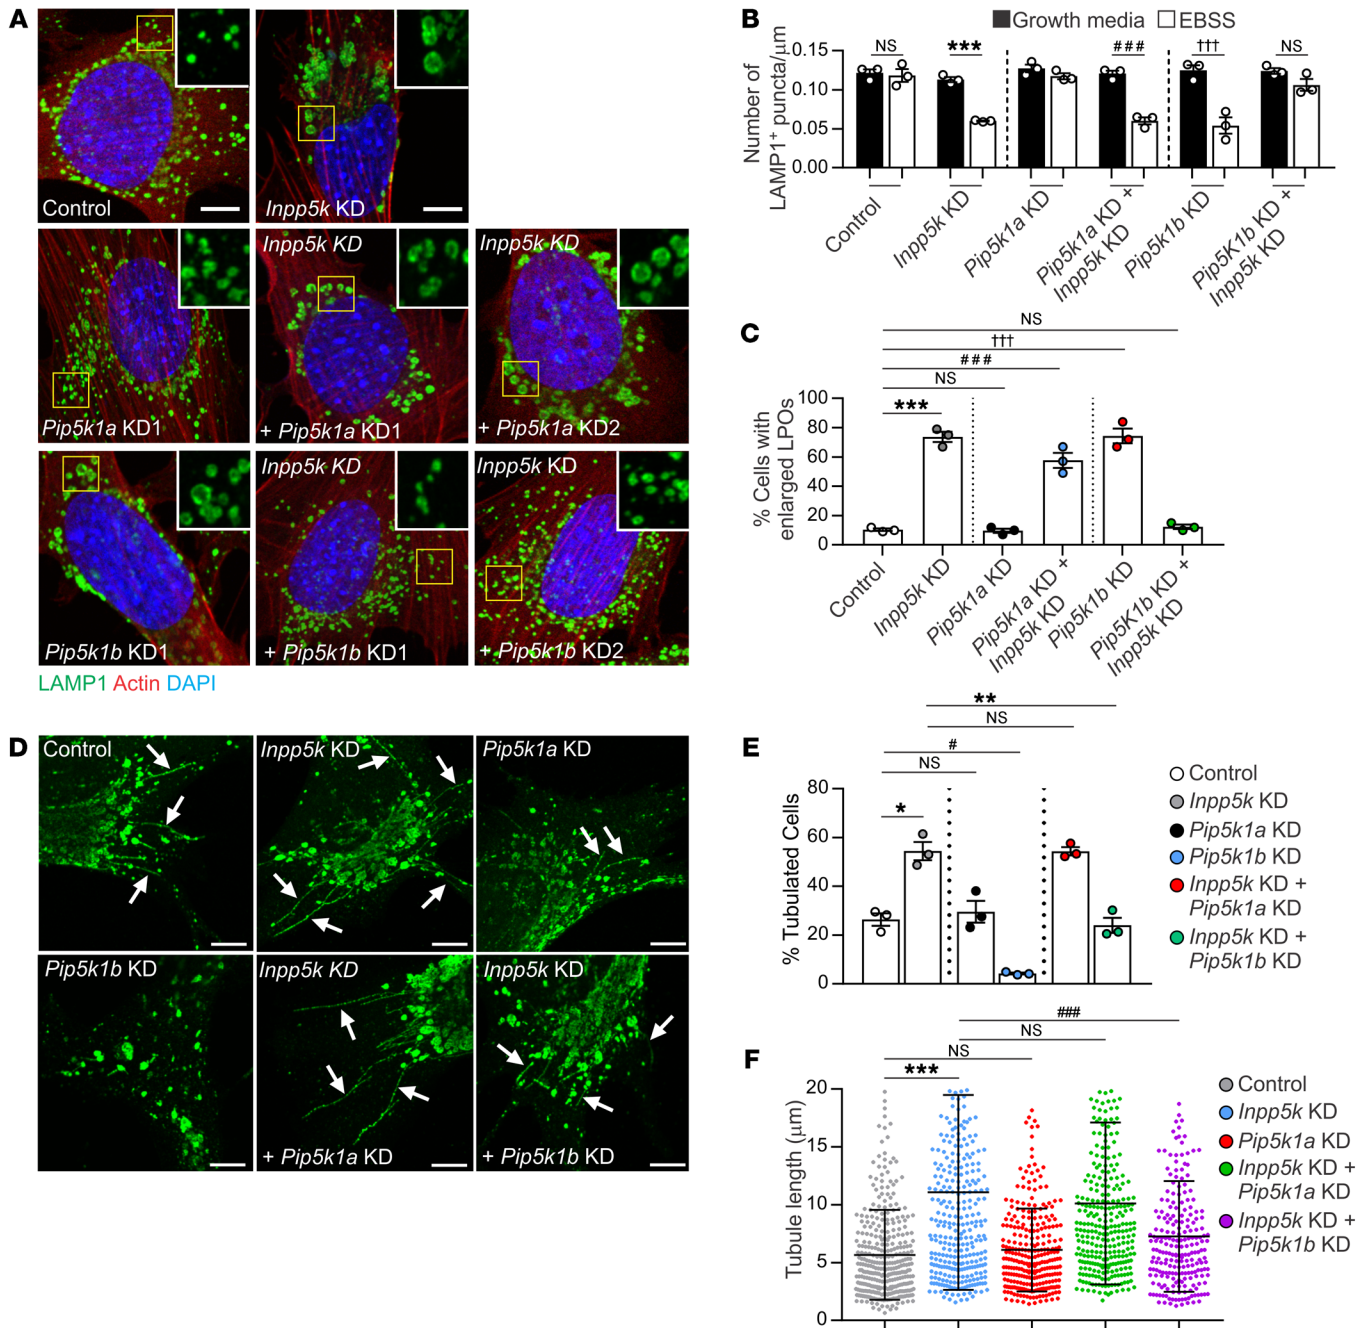 A
Control
Inpp5k KD
Pip5k1a KD1
Inpp5k KD
+ Pip5k1a KD1
Inpp5k KD
+ Pip5k1a KD2
Pip5k1b KD1
Inpp5k KD
+ Pip5k1b KD1
Inpp5k KD
+ Pip5k1b KD2
LAMP1 Actin DAPI
B
Growth media
EBSS
Number of
LAMP1+ puncta/μm
0.15
0.10
0.05
0.00
NS
***
###
†††
NS
Control
Inpp5k KD
Pip5k1a KD
Pip5k1a KD +
Inpp5k KD
Pip5k1b KD
Pip5K1b KD +
Inpp5k KD
C
NS
†††
###
NS
***
% Cells with
enlarged LPOs
100
80
60
40
20
0
Control
Inpp5k KD
Pip5k1a KD
Pip5k1a KD +
Inpp5k KD
Pip5k1b KD
Pip5K1b KD +
Inpp5k KD
D
Control
Inpp5k KD
Pip5k1a KD
Pip5k1b KD
Inpp5k KD
+ Pip5k1a KD
Inpp5k KD
+ Pip5k1b KD
E
**
NS
#
NS
*
% Tubulated Cells
80
60
40
20
0
Control
Inpp5k KD
Pip5k1a KD
Pip5k1b KD
Inpp5k KD +
Pip5k1a KD
Inpp5k KD +
Pip5k1b KD
F
###
NS
NS
***
Tubule length (μm)
20
15
10
5
0
Control
Inpp5k KD
Pip5k1a KD
Inpp5k KD +
Pip5k1a KD
Inpp5k KD +
Pip5k1b KD